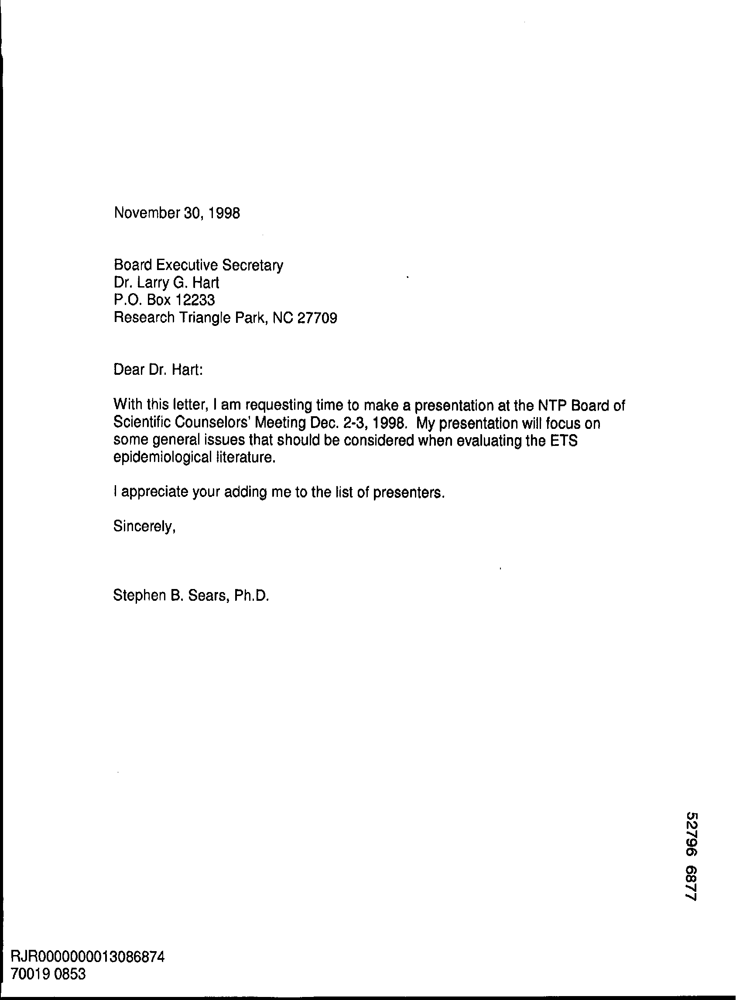 November 30, 1998
Board Executive Secretary
Dr. Larry G. Hart
P.O. Box 12233
Research Triangle Park, NC 27709
Dear Dr. Hart:
With this letter, I am requesting time to make a presentation at the NTP Board of
Scientific Counselors' Meeting Dec. 2-3, 1998. My presentation will focus on
some general issues that should be considered when evaluating the ETS
epidemiological literature.
I appreciate your adding me to the list of presenters.
Sincerely,
Stephen B. Sears, Ph.D.
52796 6877
RJR0000000013086874
70019 0853